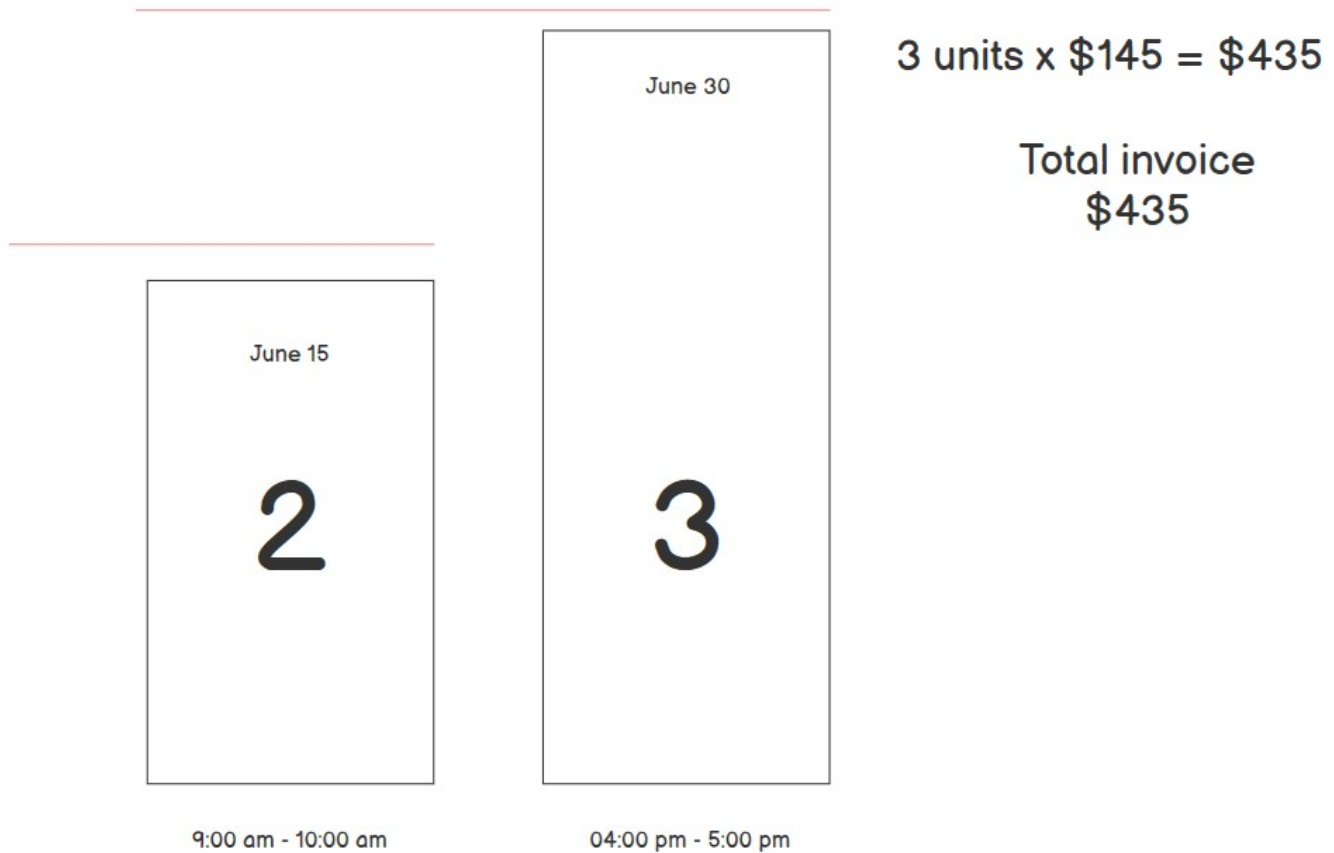 June 15
2
9:00 am - 10:00 am
June 30
3
04:00 pm - 5:00 pm
3 units x $145 = $435
Total invoice
$435